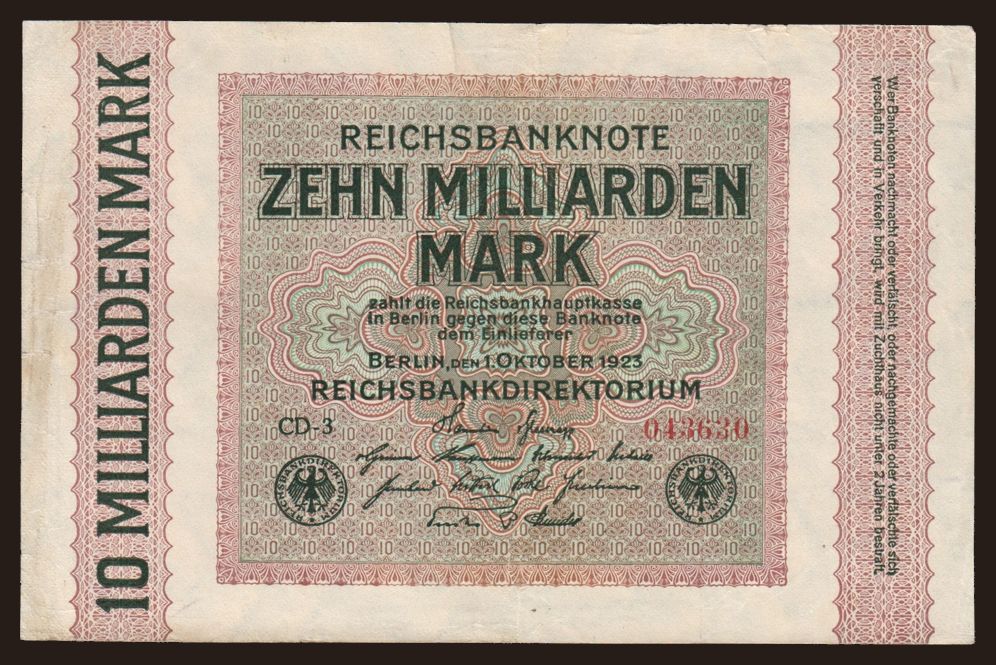 10 MILLIARDEN MARK
REICHSBANKNOTE
ZEHN MILLIARDEN
MARK
zahlt die Reichsbankhauptkasse
in Berlin gegen diese Banknote
dem Einlieferer
BERLIN, DEN 1. OKTOBER 1923
REICHSBANKDIREKTORIUM
CD-3
043630
REICHSBANKDIREKTORIUM
REICHSBANKDIREKTORIUM
Wer Banknoten nachmacht oder verfälscht, oder nachgemachte oder verfälschte sich
verschafft und in Verkehr bringt, wird mit Zuchthaus nicht unter 2 Jahren bestraft.